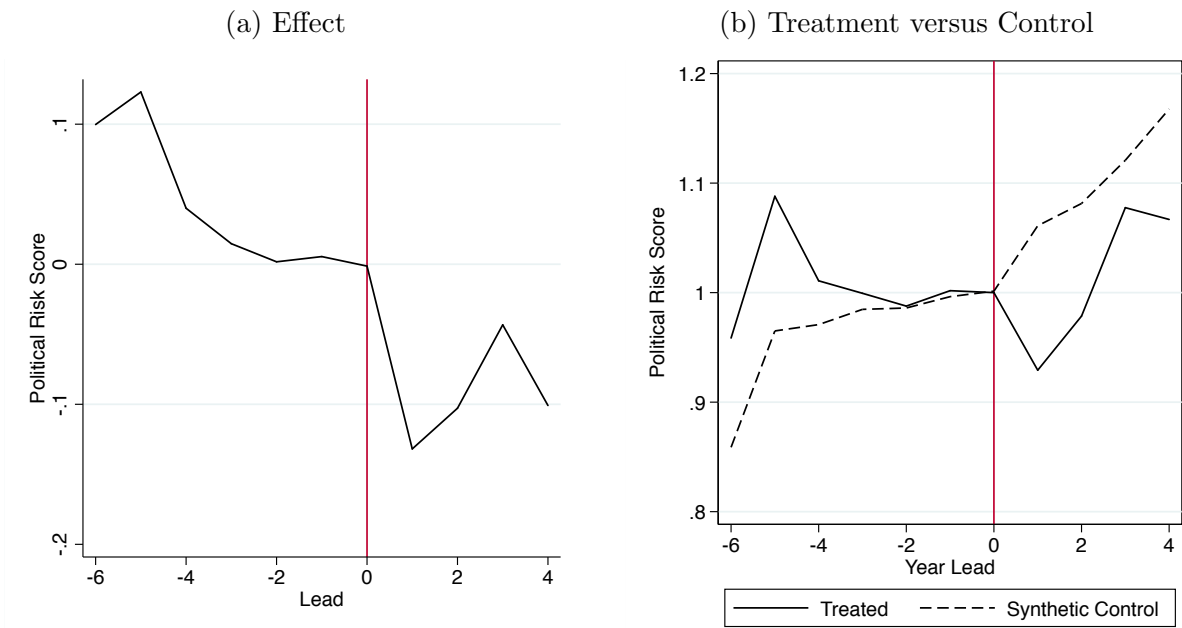 (a) Effect
Political Risk Score
.1
0
-.1
-.2
-6
-4
-2
0
2
4
Lead
(b) Treatment versus Control
Political Risk Score
1.2
1.1
1
.9
.8
-6
-4
-2
0
2
4
Year Lead
Treated
Synthetic Control